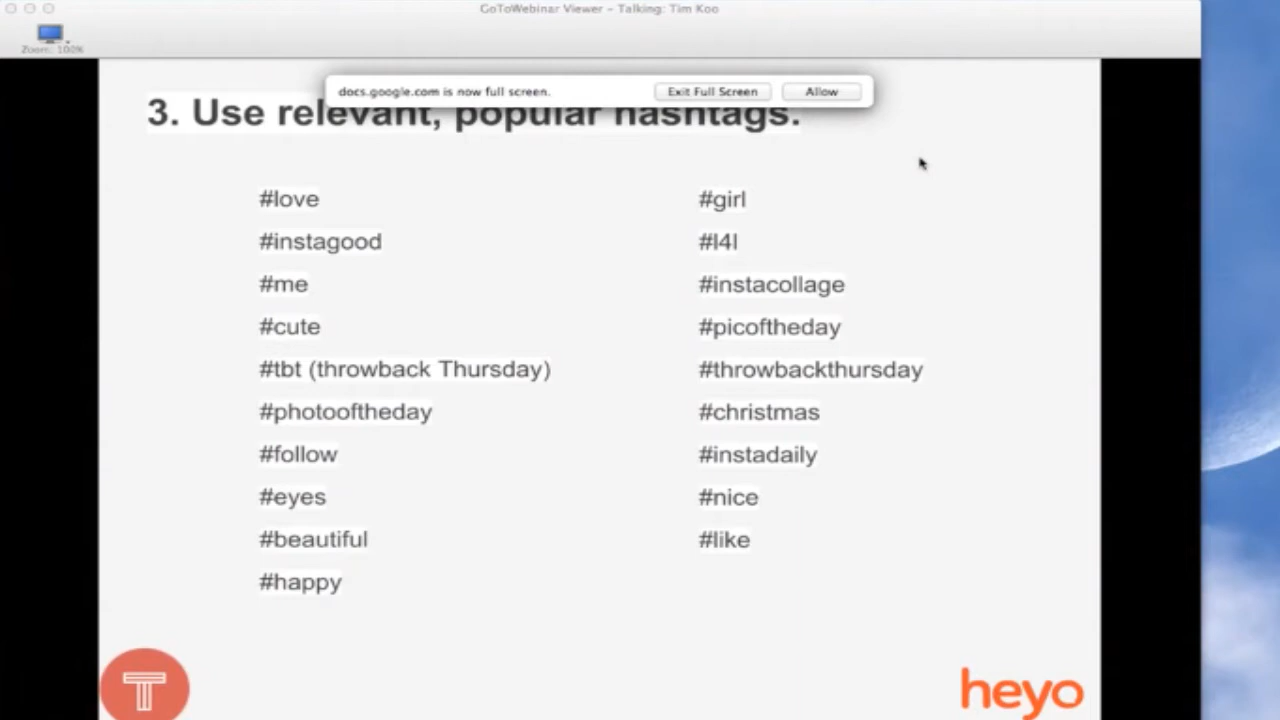 GoToWebinar Viewer - Talking: Tim Koo
Zoom: 100%
docs.google.com is now full screen.
Exit Full Screen
Allow
3. Use relevant, popular hashtags.
#love
#instagood
#me
#cute
#tbt (throwback Thursday)
#photooftheday
#follow
#eyes
#beautiful
#happy
#girl
#l4l
#instacollage
#picoftheday
#throwbackthursday
#christmas
#instadaily
#nice
#like
T
heyo